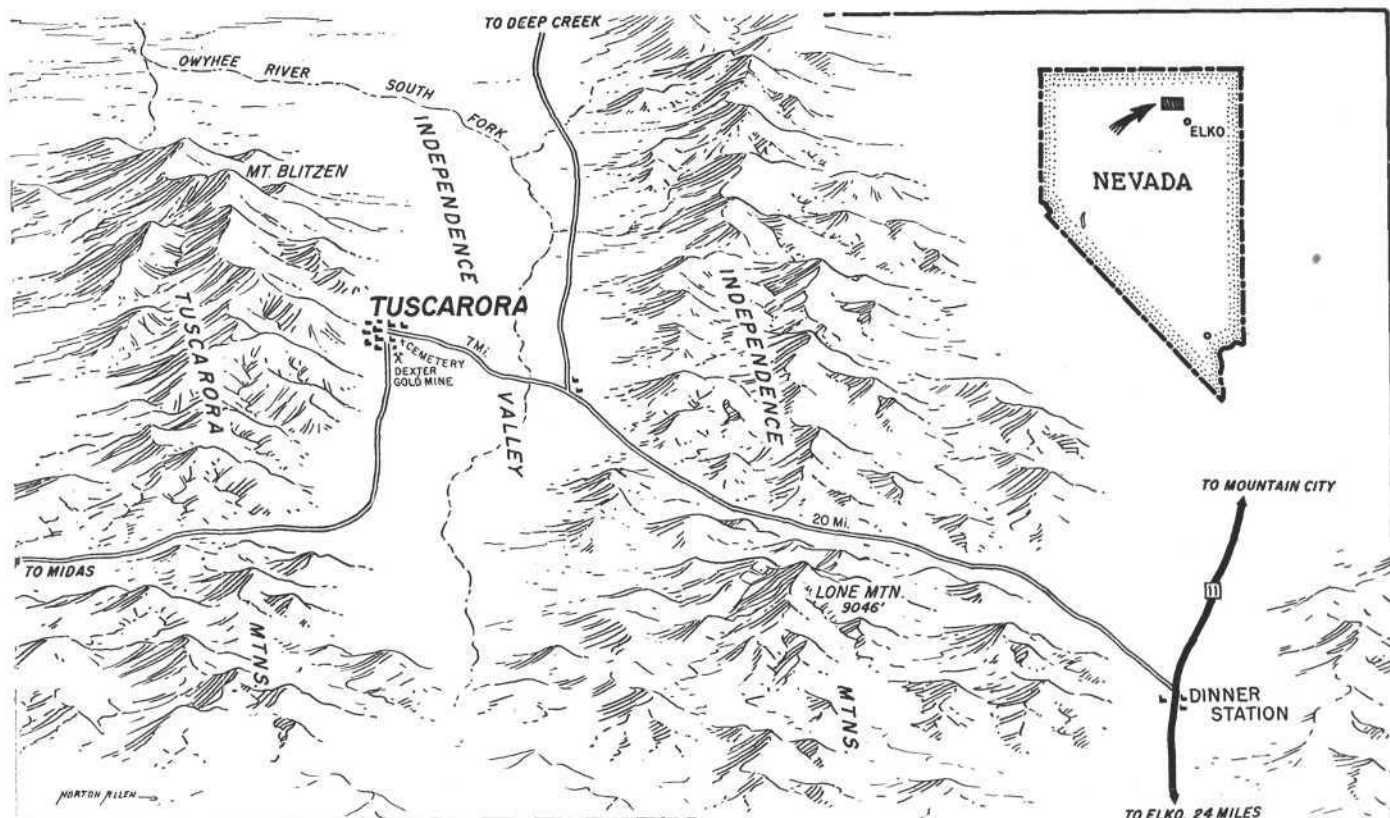 TO DEEP CREEK
OWYHEE RIVER SOUTH FORK
MT. BLITZEN
INDEPENDENCE VALLEY
ELKO
NEVADA
TUSCARORA
TUSCARORA MTNS.
7 Mi.
CEMETERY
DEXTER
GOLD MINE
INDEPENDENCE MTNS.
TO MOUNTAIN CITY
20 Mi.
TO MIDAS
LONE MTN.
9046'
11
DINNER
STATION
NORTON ALLEN
TO ELKO, 24 MILES